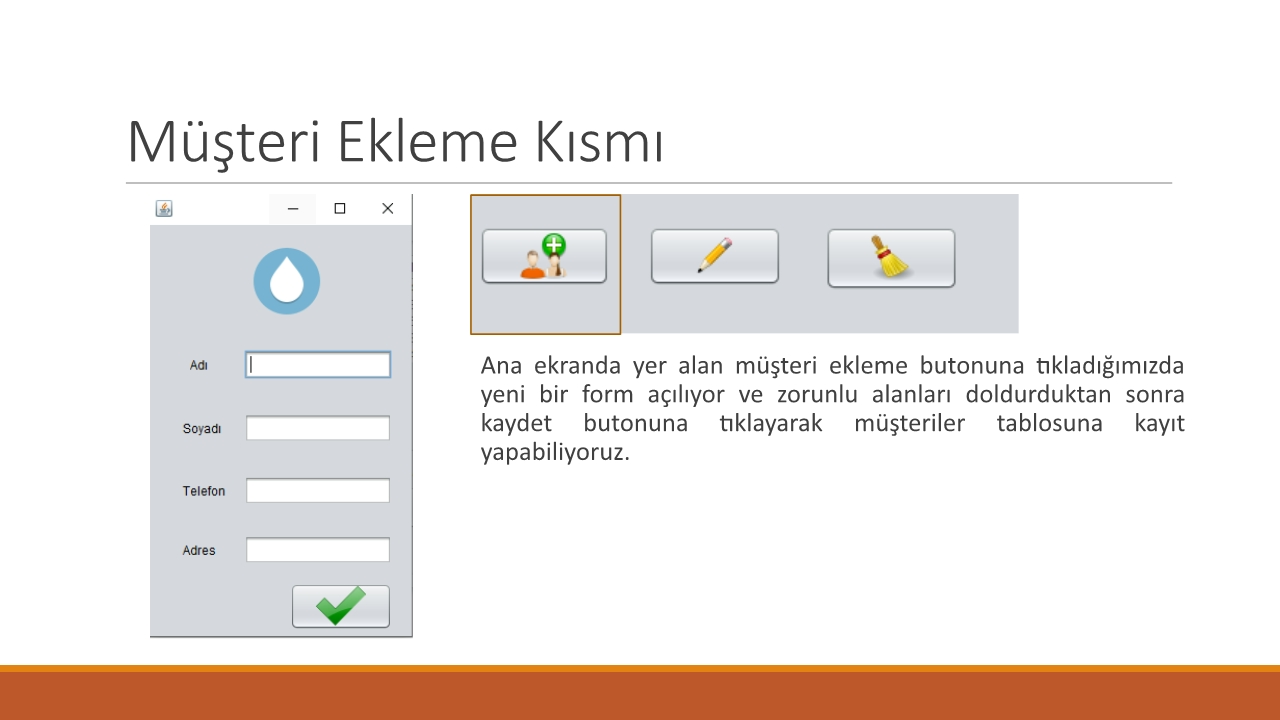 Müşteri Ekleme Kısmı
Adı
Soyadı
Telefon
Adres
Ana ekranda yer alan müşteri ekleme butonuna tıkladığımızda
yeni bir form açılıyor ve zorunlu alanları doldurduktan sonra
kaydet butonuna tıklayarak müşteriler tablosuna kayıt
yapabiliyoruz.